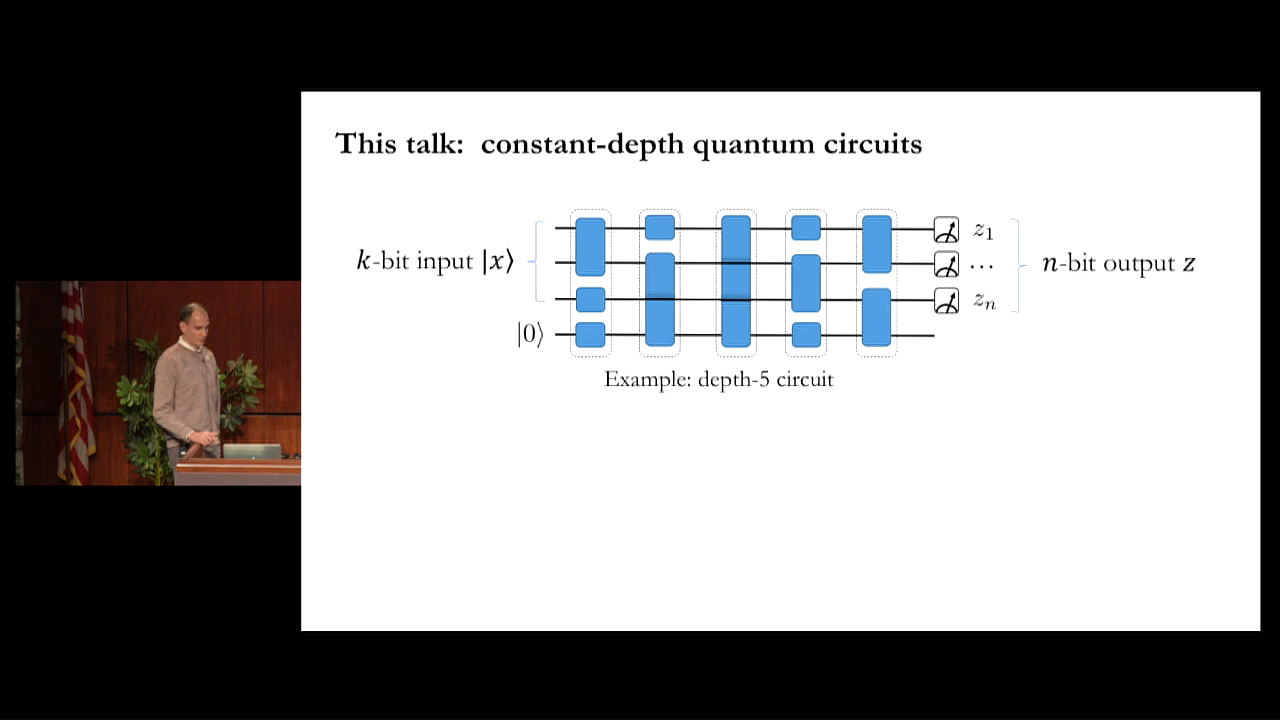 This talk: constant-depth quantum circuits
k-bit input |x⟩
|0⟩
z₁
...
zₙ
n-bit output z
Example: depth-5 circuit